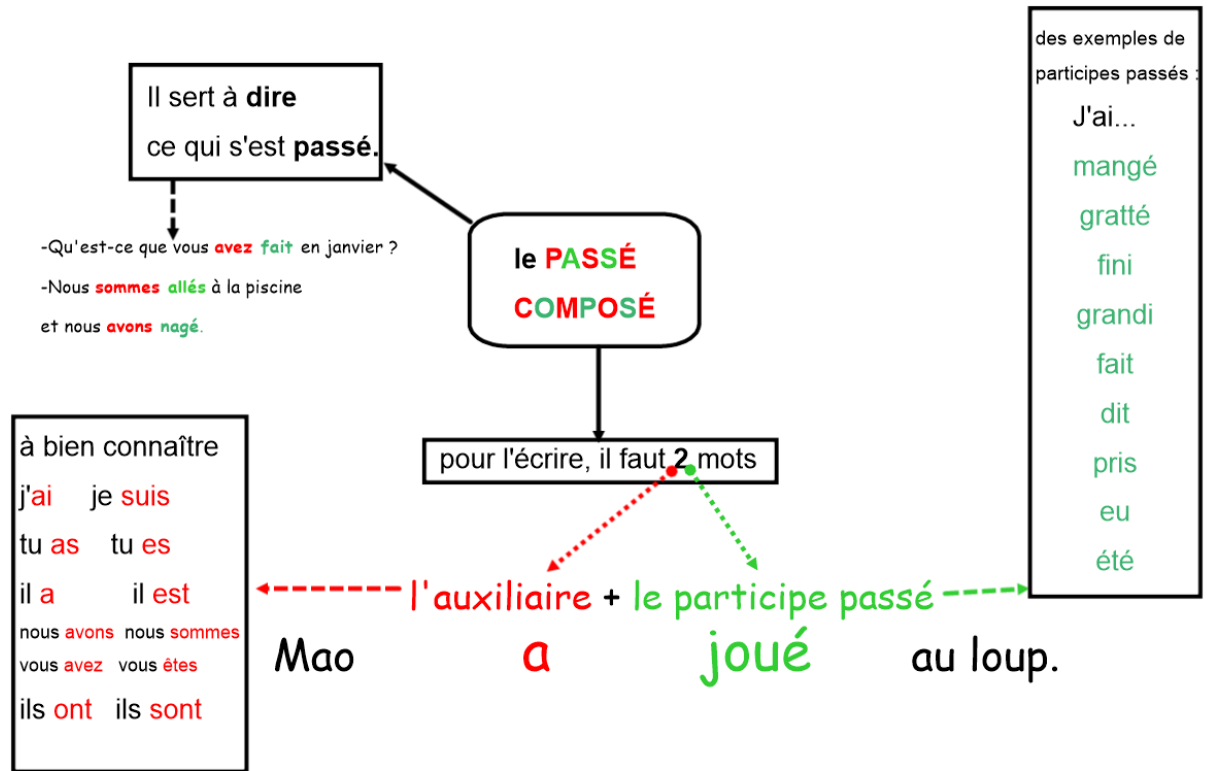 le PASSÉ
COMPOSÉ
Il sert à dire
ce qui s'est passé.
-Qu'est-ce que vous avez fait en janvier ?
-Nous sommes allés à la piscine
et nous avons nagé.
pour l'écrire, il faut 2 mots
l'auxiliaire + le participe passé
Mao a joué au loup.
à bien connaître
j'ai je suis
tu as tu es
il a il est
nous avons nous sommes
vous avez vous êtes
ils ont ils sont
des exemples de
participes passés :
J'ai...
mangé
gratté
fini
grandi
fait
dit
pris
eu
été